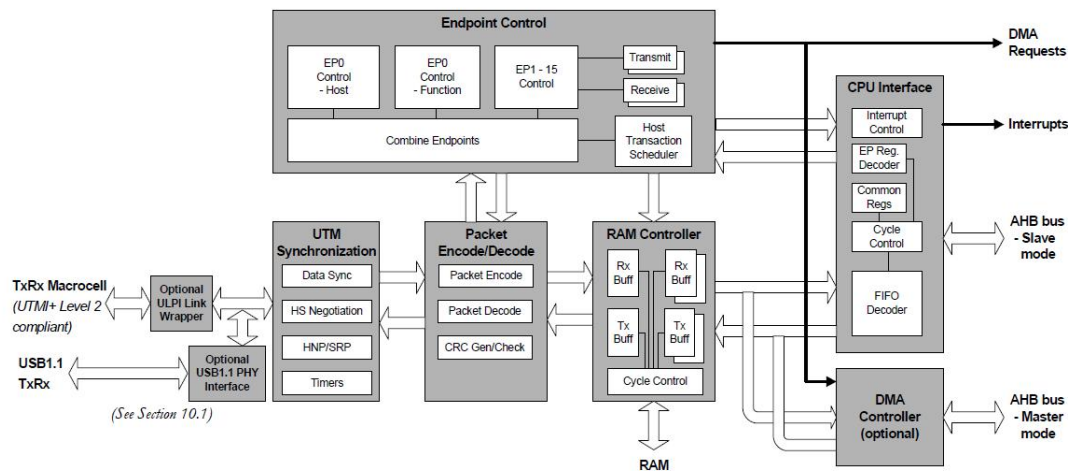 Endpoint Control
EP0
Control
- Host
EP0
Control
- Function
EP1 - 15
Control
Transmit
Receive
Combine Endpoints
Host
Transaction
Scheduler
DMA
Requests
CPU Interface
Interrupt
Control
Interrupts
EP Reg.
Decoder
Common
Regs
Cycle
Control
FIFO
Decoder
AHB bus
- Slave
mode
UTM
Synchronization
Data Sync
HS Negotiation
HNP/SRP
Timers
Packet
Encode/Decode
Packet Encode
Packet Decode
CRC Gen/Check
RAM Controller
Rx
Buff
Rx
Buff
Tx
Buff
Tx
Buff
Cycle Control
TxRx Macrocell
(UTMI+ Level 2
compliant)
Optional
ULPI Link
Wrapper
USB1.1
TxRx
Optional
USB1.1 PHY
Interface
(See Section 10.1)
RAM
DMA
Controller
(optional)
AHB bus
- Master
mode